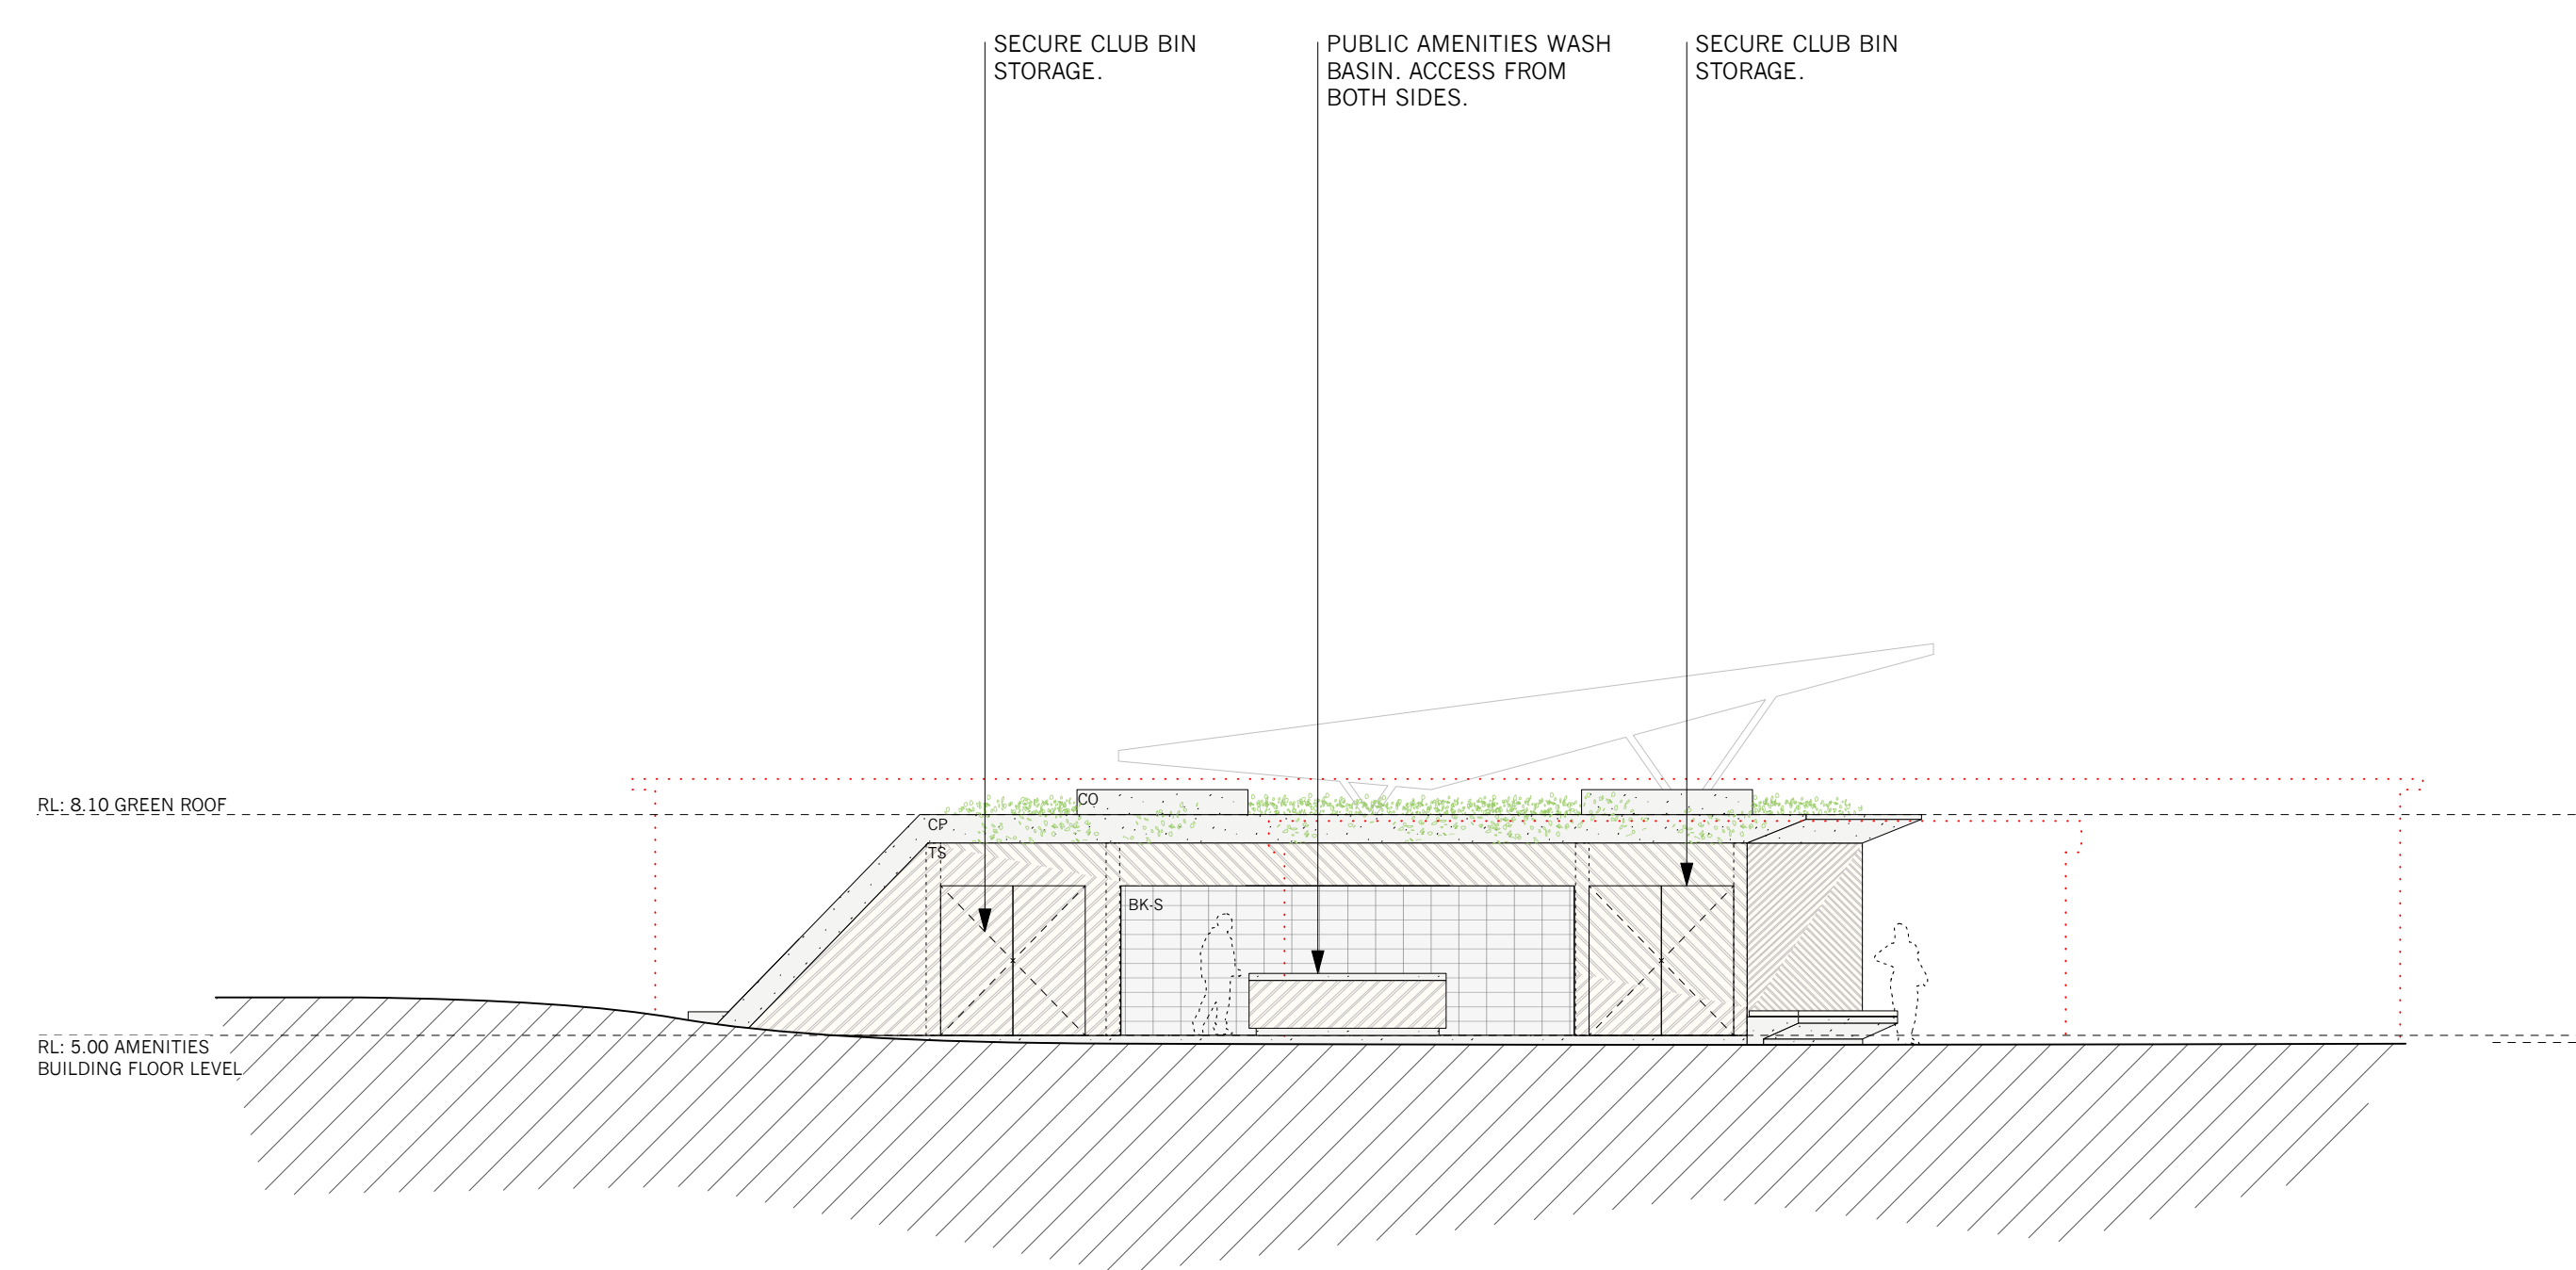 SECURE CLUB BIN
STORAGE.
PUBLIC AMENITIES WASH
BASIN. ACCESS FROM
BOTH SIDES.
SECURE CLUB BIN
STORAGE.
RL: 8.10 GREEN ROOF
CO
CP
TS
BK-S
RL: 5.00 AMENITIES
BUILDING FLOOR LEVEL